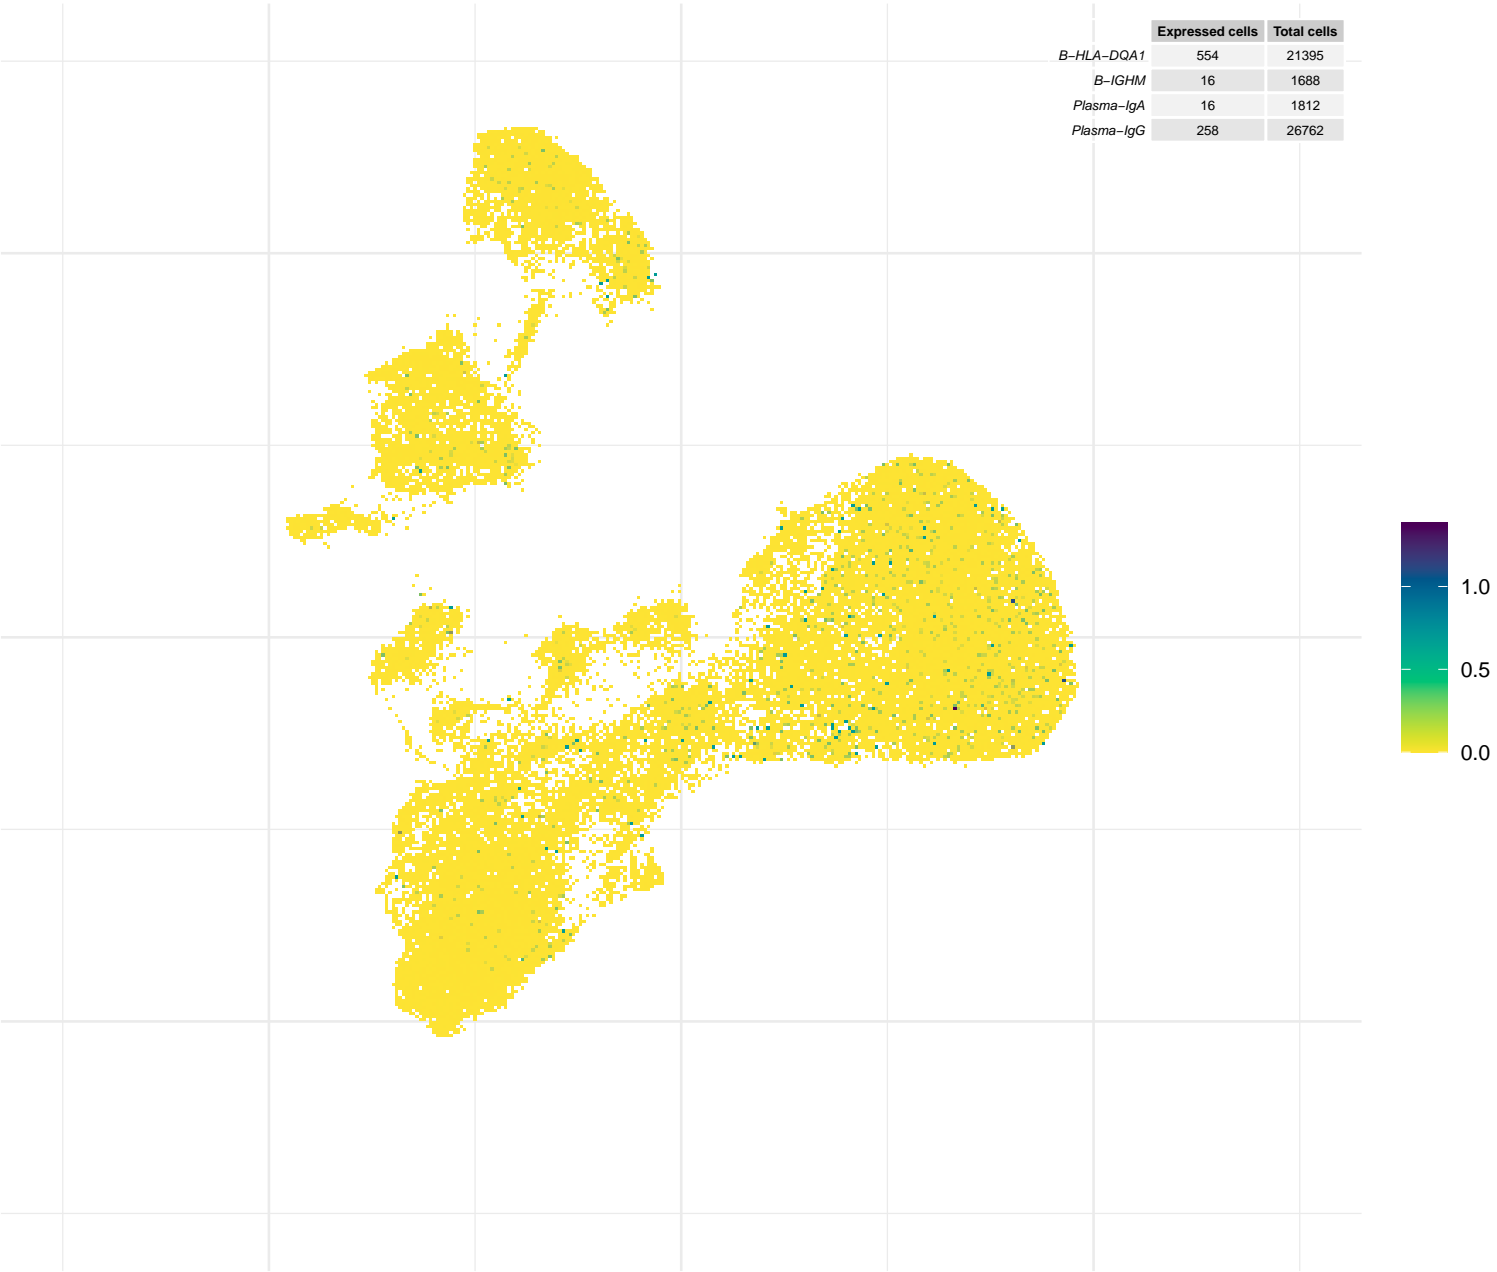 Expressed cells Total cells
B−HLA−DQA1 554 21395
B−IGHM 16 1688
Plasma−IgA 16 1812
Plasma−IgG 258 26762
1.0
0.5
0.0